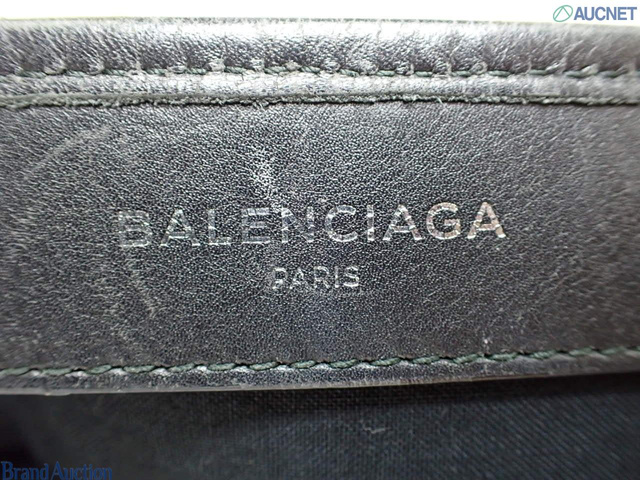 AUCNET
BALENCIAGA
PARIS
Brand Auction